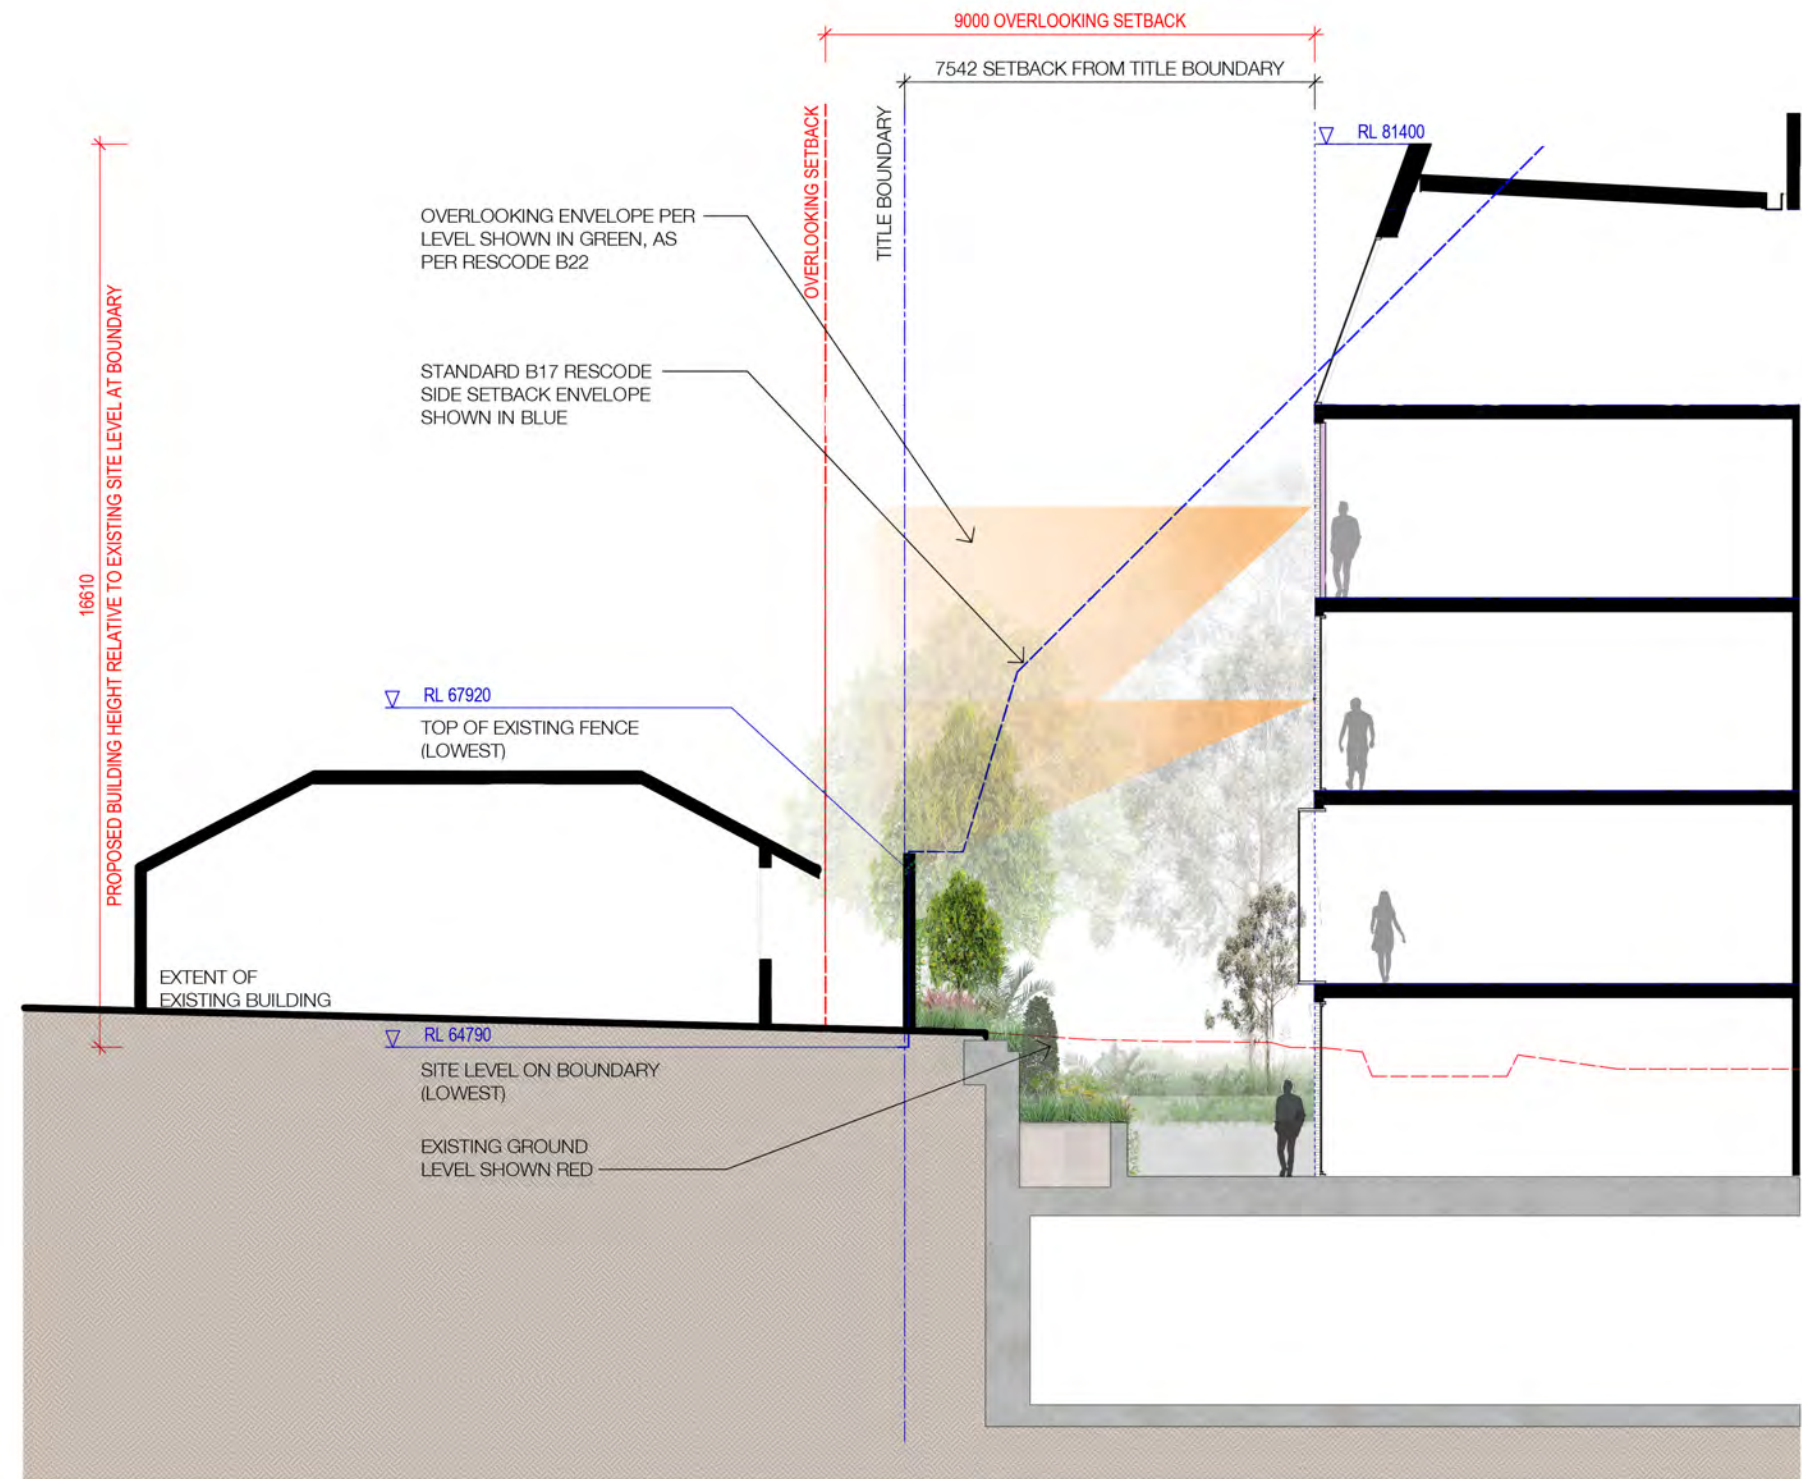 9000 OVERLOOKING SETBACK
7542 SETBACK FROM TITLE BOUNDARY
OVERLOOKING SETBACK
TITLE BOUNDARY
RL 81400
OVERLOOKING ENVELOPE PER
LEVEL SHOWN IN GREEN, AS
PER RESCODE B22
STANDARD B17 RESCODE
SIDE SETBACK ENVELOPE
SHOWN IN BLUE
16610
PROPOSED BUILDING HEIGHT RELATIVE TO EXISTING SITE LEVEL AT BOUNDARY
RL 67920
TOP OF EXISTING FENCE
(LOWEST)
EXTENT OF
EXISTING BUILDING
RL 64790
SITE LEVEL ON BOUNDARY
(LOWEST)
EXISTING GROUND
LEVEL SHOWN RED